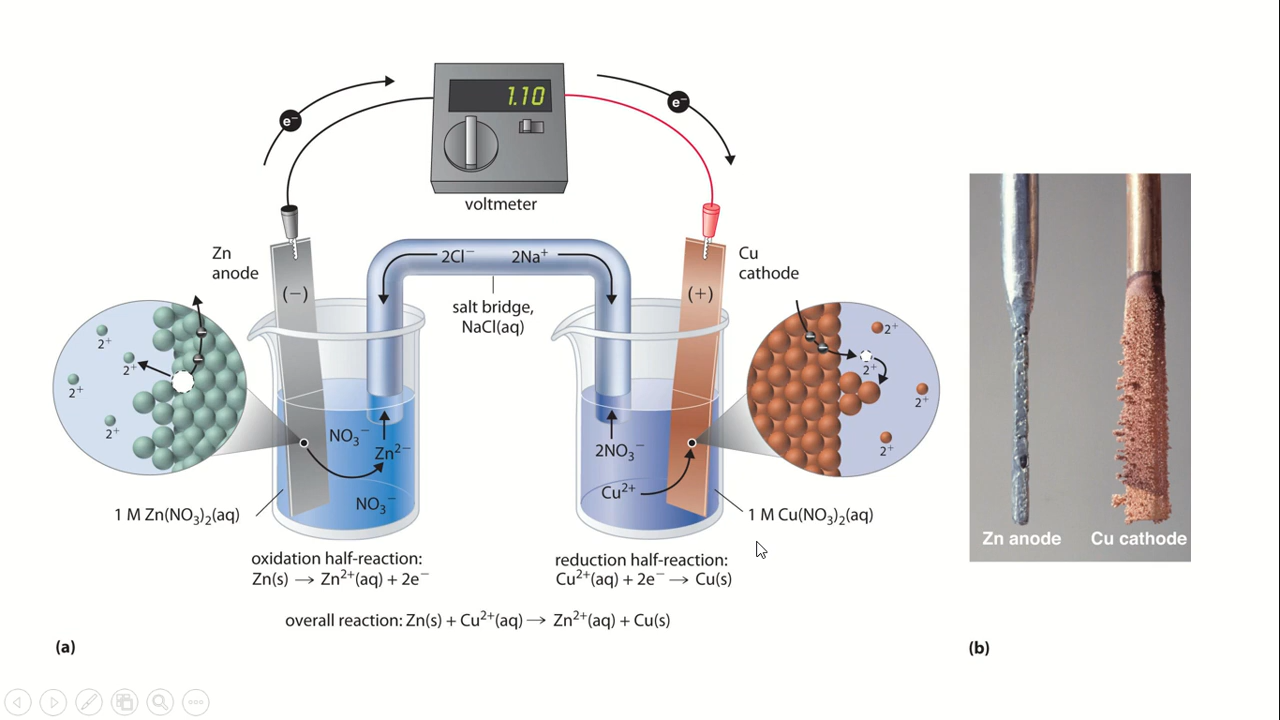 1.10
e⁻
e⁻
voltmeter
Zn
anode
(−)
2Cl⁻
2Na⁺
salt bridge,
NaCl(aq)
(+)
Cu
cathode
2⁺
2⁺
2⁺
2⁺
2⁺
2⁺
2⁺
2⁺
NO₃⁻
Zn²⁻
NO₃⁻
2NO₃⁻
Cu²⁺
1 M Zn(NO₃)₂(aq)
1 M Cu(NO₃)₂(aq)
oxidation half-reaction:
Zn(s) → Zn²⁺(aq) + 2e⁻
reduction half-reaction:
Cu²⁺(aq) + 2e⁻ → Cu(s)
overall reaction: Zn(s) + Cu²⁺(aq) → Zn²⁺(aq) + Cu(s)
(a)
Zn anode
Cu cathode
(b)